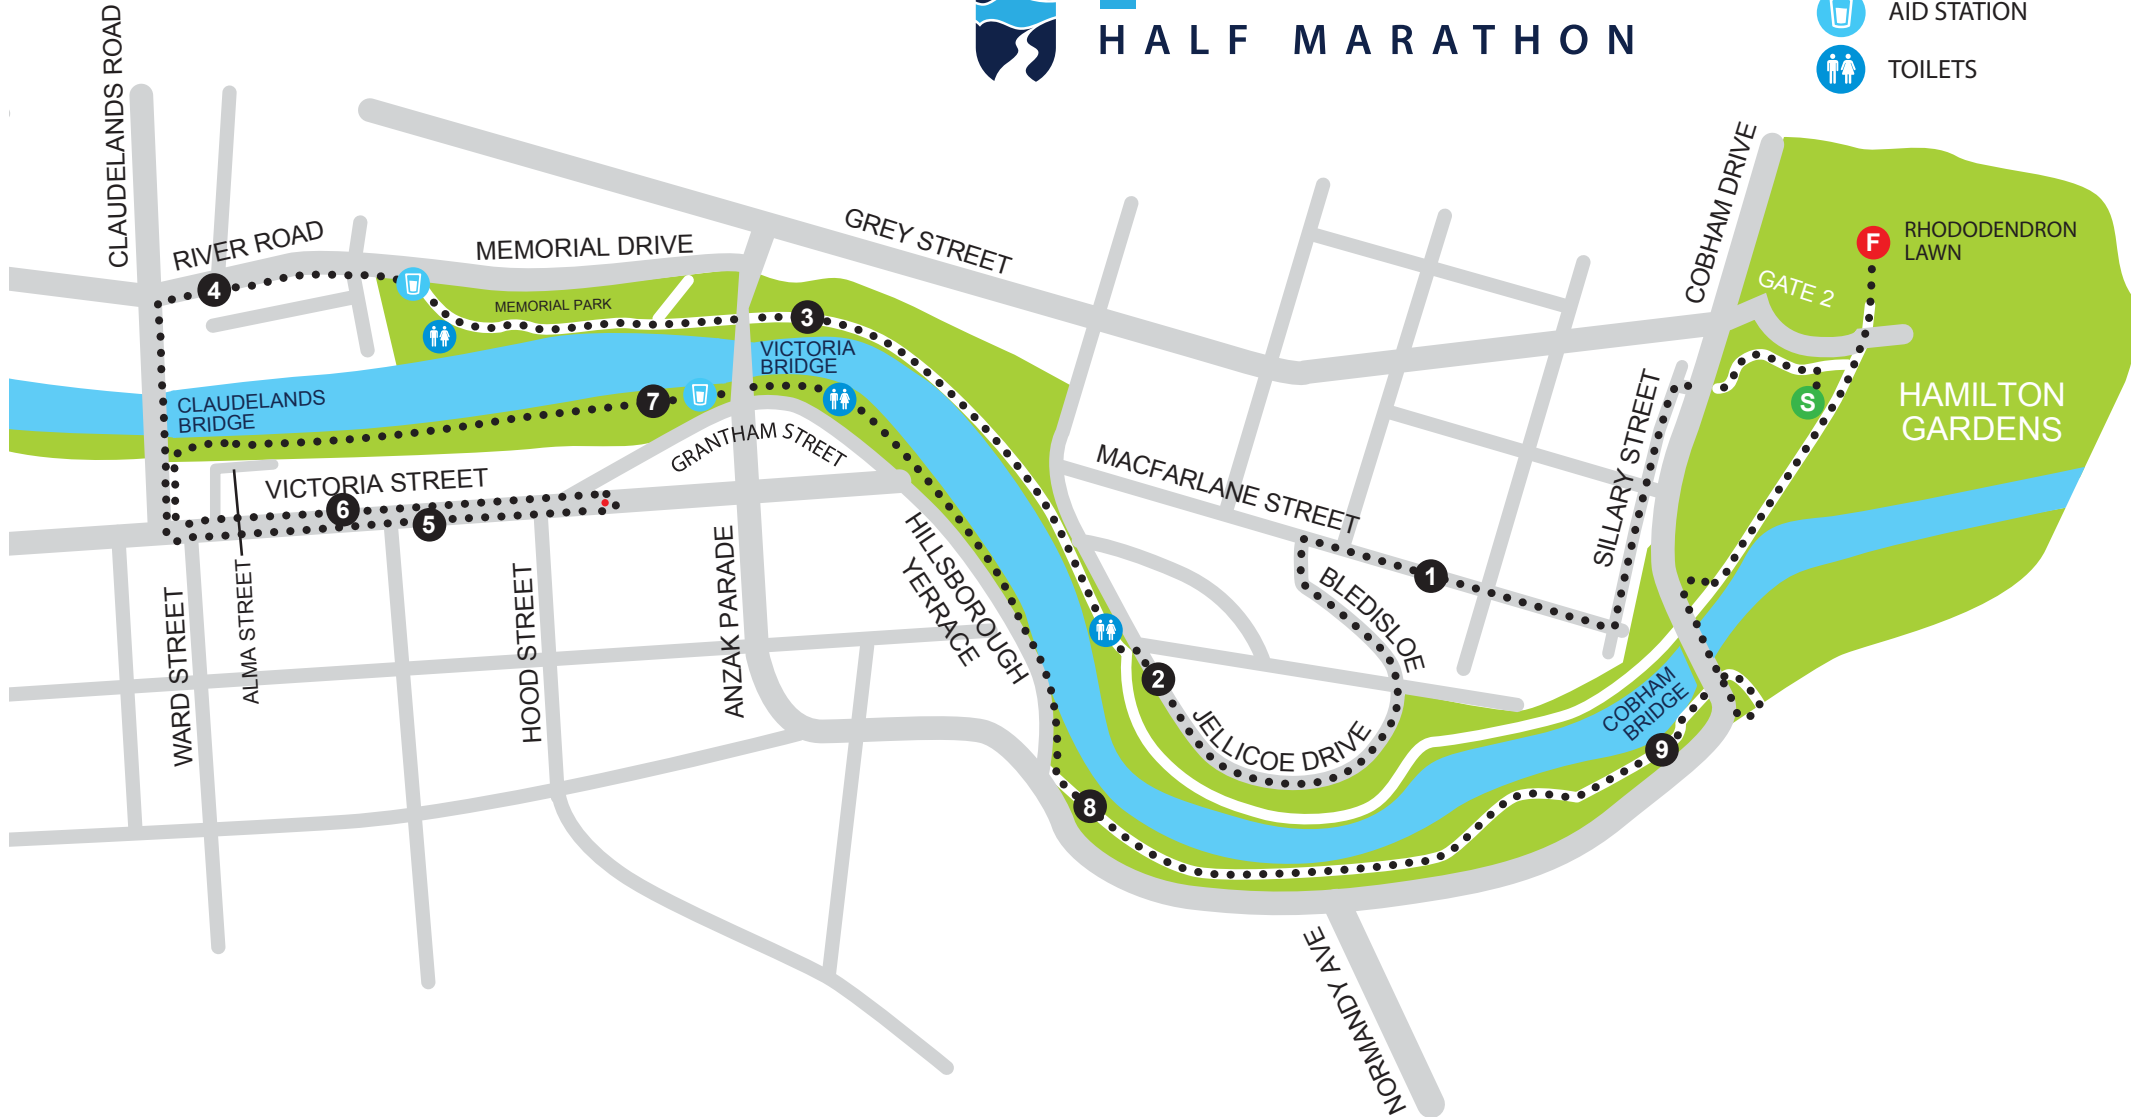 HALF MARATHON
AID STATION
TOILETS
CLAUDELANDS ROAD
RIVER ROAD
MEMORIAL DRIVE
GREY STREET
COBHAM DRIVE
F
RHODODENDRON
LAWN
GATE 2
4
MEMORIAL PARK
3
VICTORIA
BRIDGE
CLAUDELANDS
BRIDGE
7
S
HAMILTON
GARDENS
GRANTHAM STREET
MACFARLANE STREET
SILLARY STREET
VICTORIA STREET
6
5
1
BLEDISLOE
HILLSBOROUGH
YERRACE
WARD STREET
ALMA STREET
HOOD STREET
ANZAK PARADE
2
JELLICOE DRIVE
COBHAM
BRIDGE
9
8
NORMANDY AVE